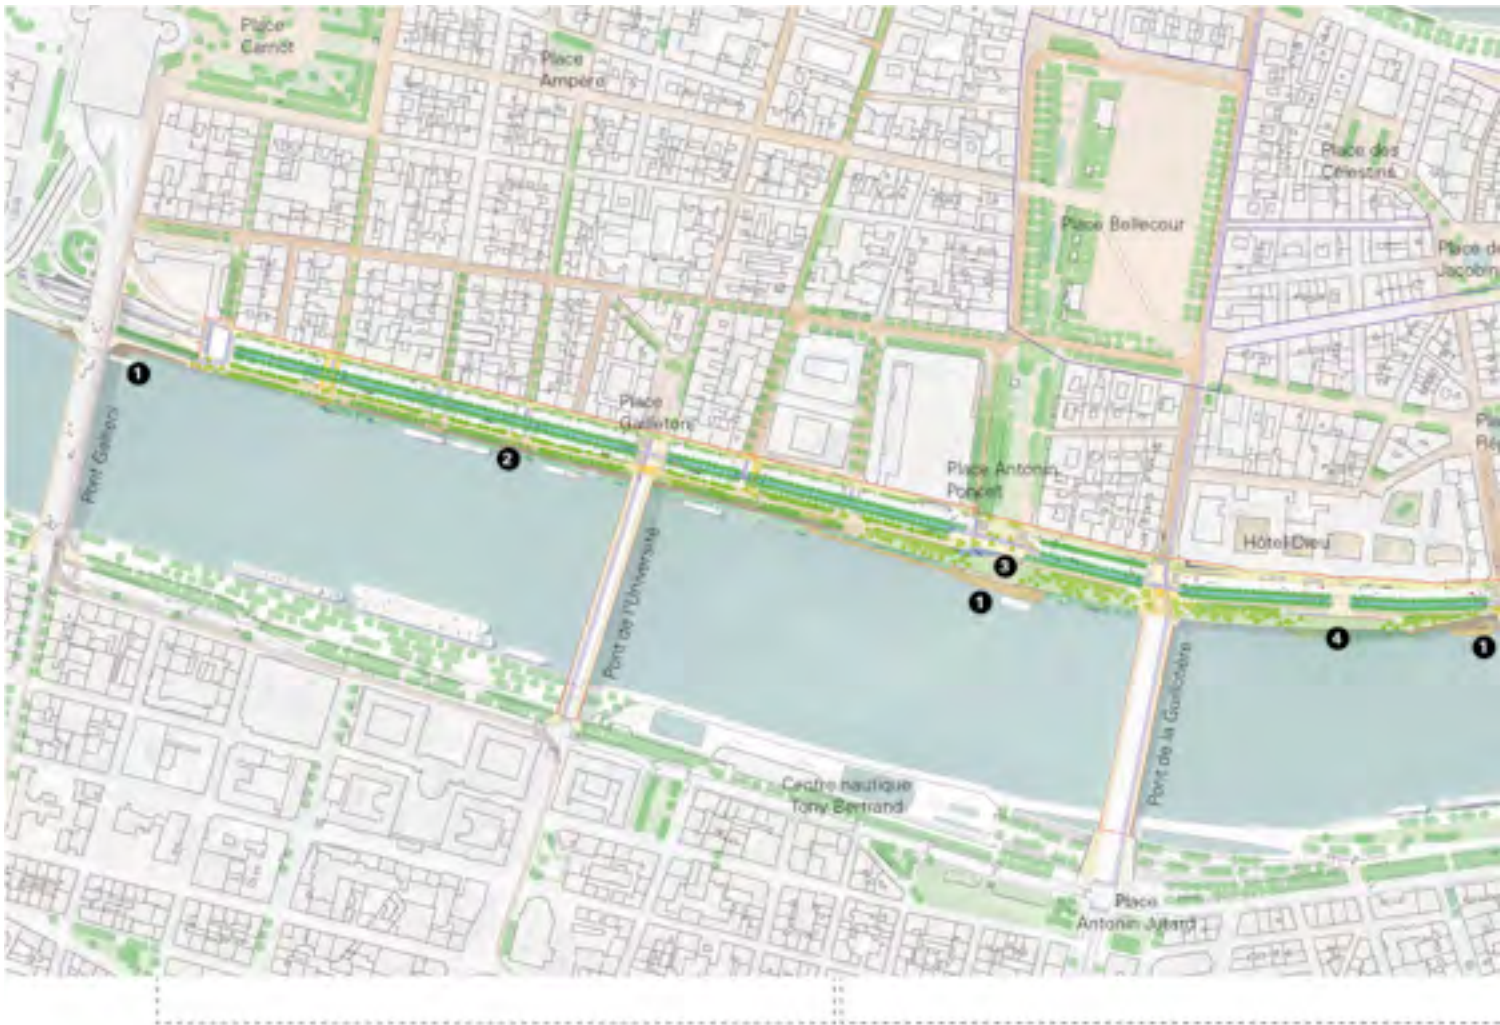 Place
Carnot
Place
Ampère
Place des
Célestins
Place Bellecour
Place de
Jacobin
1
Pont Gallieni
2
Place
Gailleton
Place Antonin
Poncet
Hôtel-Dieu
3
1
4
1
Pont de l'Université
Pont de la Guillotière
Centre nautique
Tony Bertrand
Place
Antonin Jutard